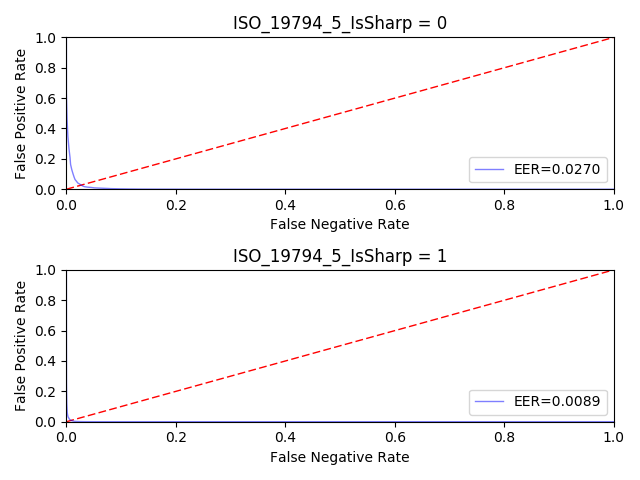 ISO_19794_5_IsSharp = 0
1.0
0.8
0.6
0.4
0.2
0.0
False Positive Rate
EER=0.0270
0.0 0.2 0.4 0.6 0.8 1.0
False Negative Rate
ISO_19794_5_IsSharp = 1
1.0
0.8
0.6
0.4
0.2
0.0
False Positive Rate
EER=0.0089
0.0 0.2 0.4 0.6 0.8 1.0
False Negative Rate